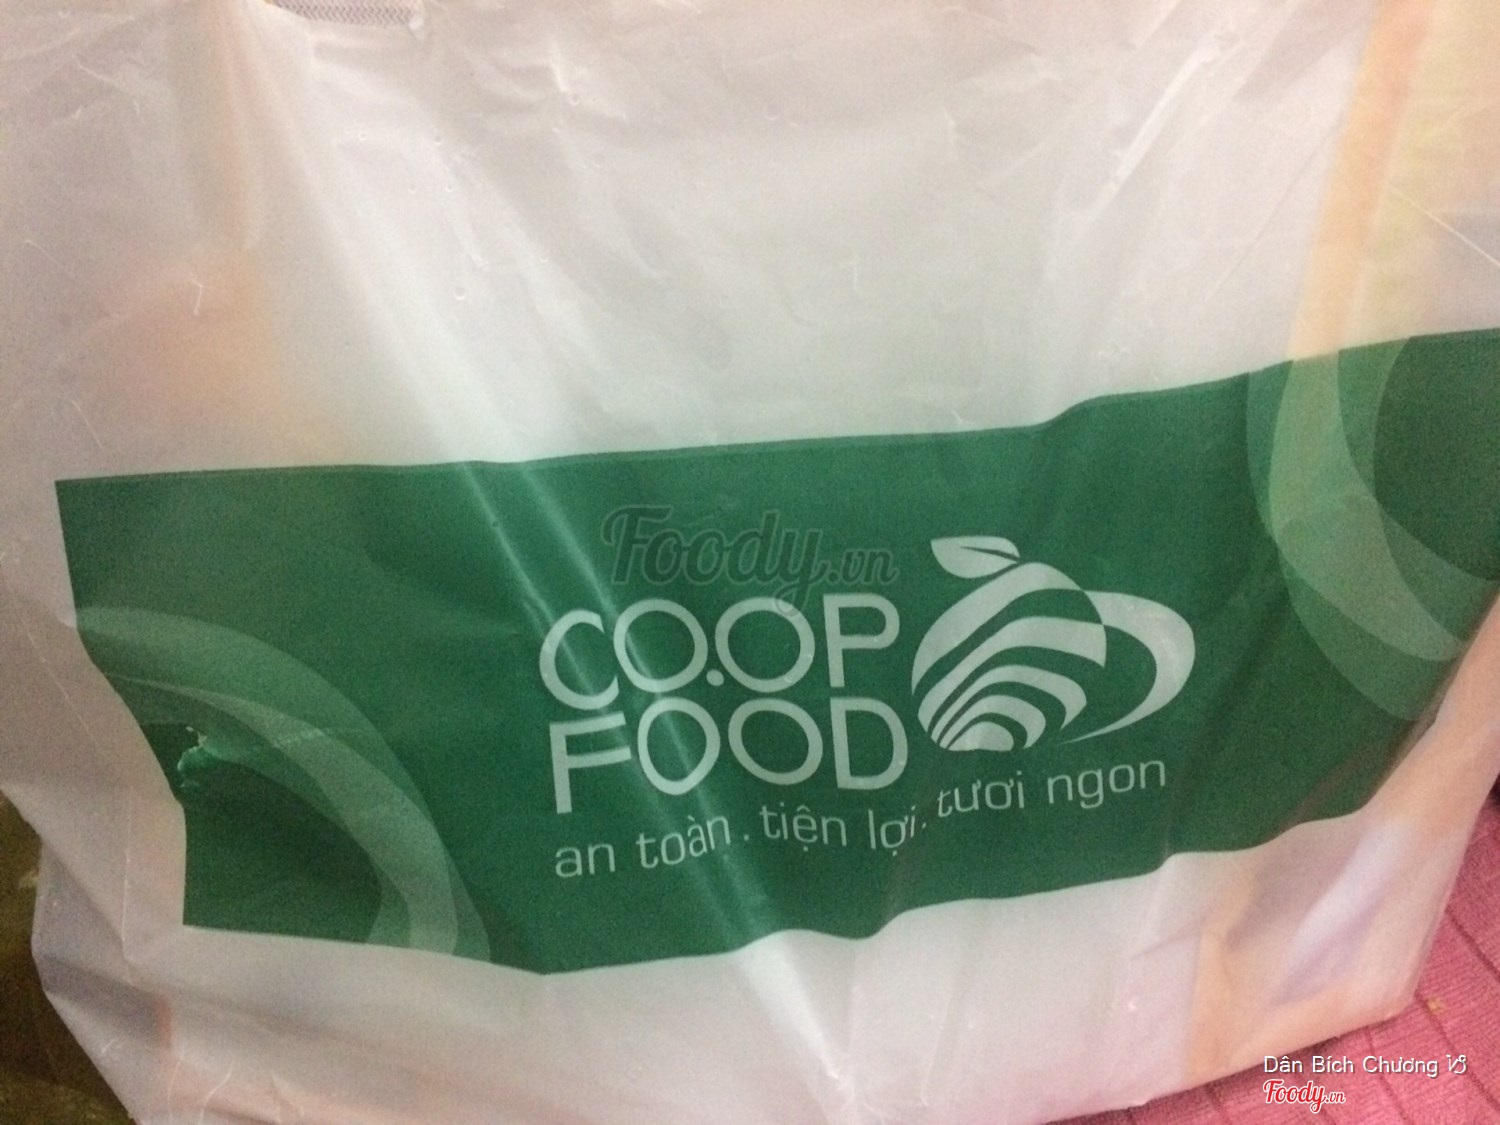 Foody.vn
CO.OP
FOOD
an toàn. tiện lợi. tươi ngon
Dân Bích Chương ♑
Foody.vn